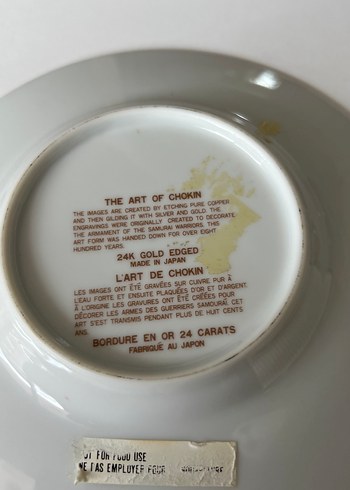 THE ART OF CHOKIN
THE IMAGES ARE CREATED BY ETCHING PURE COPPER
AND THEN GILDING IT WITH SILVER AND GOLD. THE
ENGRAVINGS WERE ORIGINALLY CREATED TO DECORATE
THE ARMAMENT OF THE SAMURAI WARRIORS. THIS
ART FORM WAS HANDED DOWN FOR OVER EIGHT
HUNDRED YEARS.
24K GOLD EDGED
MADE IN JAPAN
L'ART DE CHOKIN
LES IMAGES ONT ÉTÉ GRAVÉES SUR CUIVRE PUR À
L'EAU FORTE ET ENSUITE PLAQUÉES D'OR ET D'ARGENT.
À L'ORIGINE LES GRAVURES ONT ÉTÉ CRÉÉES POUR
DÉCORER LES ARMES DES GUERRIERS SAMOURAÏ, CET
ART S'EST TRANSMIS PENDANT PLUS DE HUIT CENTS
ANS.
BORDURE EN OR 24 CARATS
FABRIQUÉ AU JAPON
FOR FOOD USE
NE PAS EMPLOYER POUR